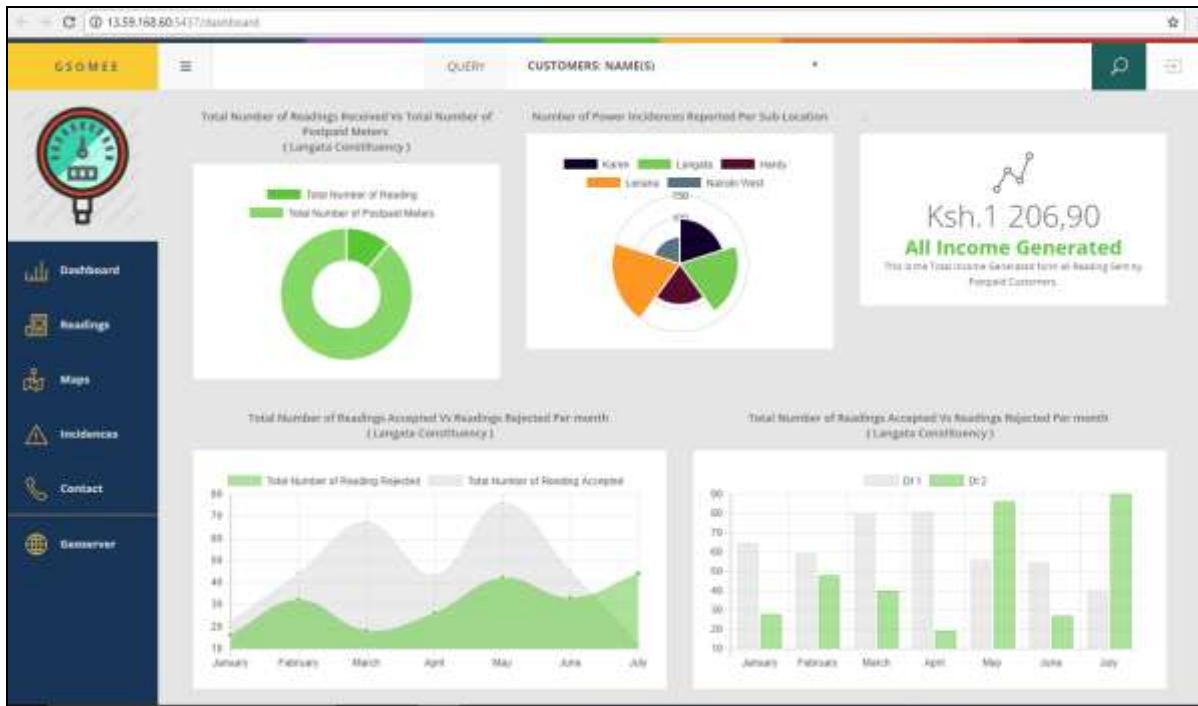 13.59.168.60:5437/dashboard
GSOMEE
QUERY
CUSTOMERS: NAME(S)
Total Number of Readings Received Vs Total Number of
Postpaid Meters
( Langata Constituency )
Total Number of Reading
Total Number of Postpaid Meters
Number of Power Incidences Reported Per Sub-Location
Karen Langata Hardy
Lenana Nairobi West
150
100
Ksh.1 206,90
All Income Generated
This is the Total Income Generated form all Reading Sent by
Postpaid Customers.
Dashboard
Readings
Maps
Incidences
Contact
Geoserver
Total Number of Readings Accepted Vs Readings Rejected Per month
( Langata Constituency )
Total Number of Reading Rejected Total Number of Reading Accepted
80
70
60
50
40
30
20
10
January February March April May June July
Total Number of Readings Accepted Vs Readings Rejected Per month
( Langata Constituency )
Dt 1 Dt 2
90
80
70
60
50
40
30
20
10
January February March April May June July